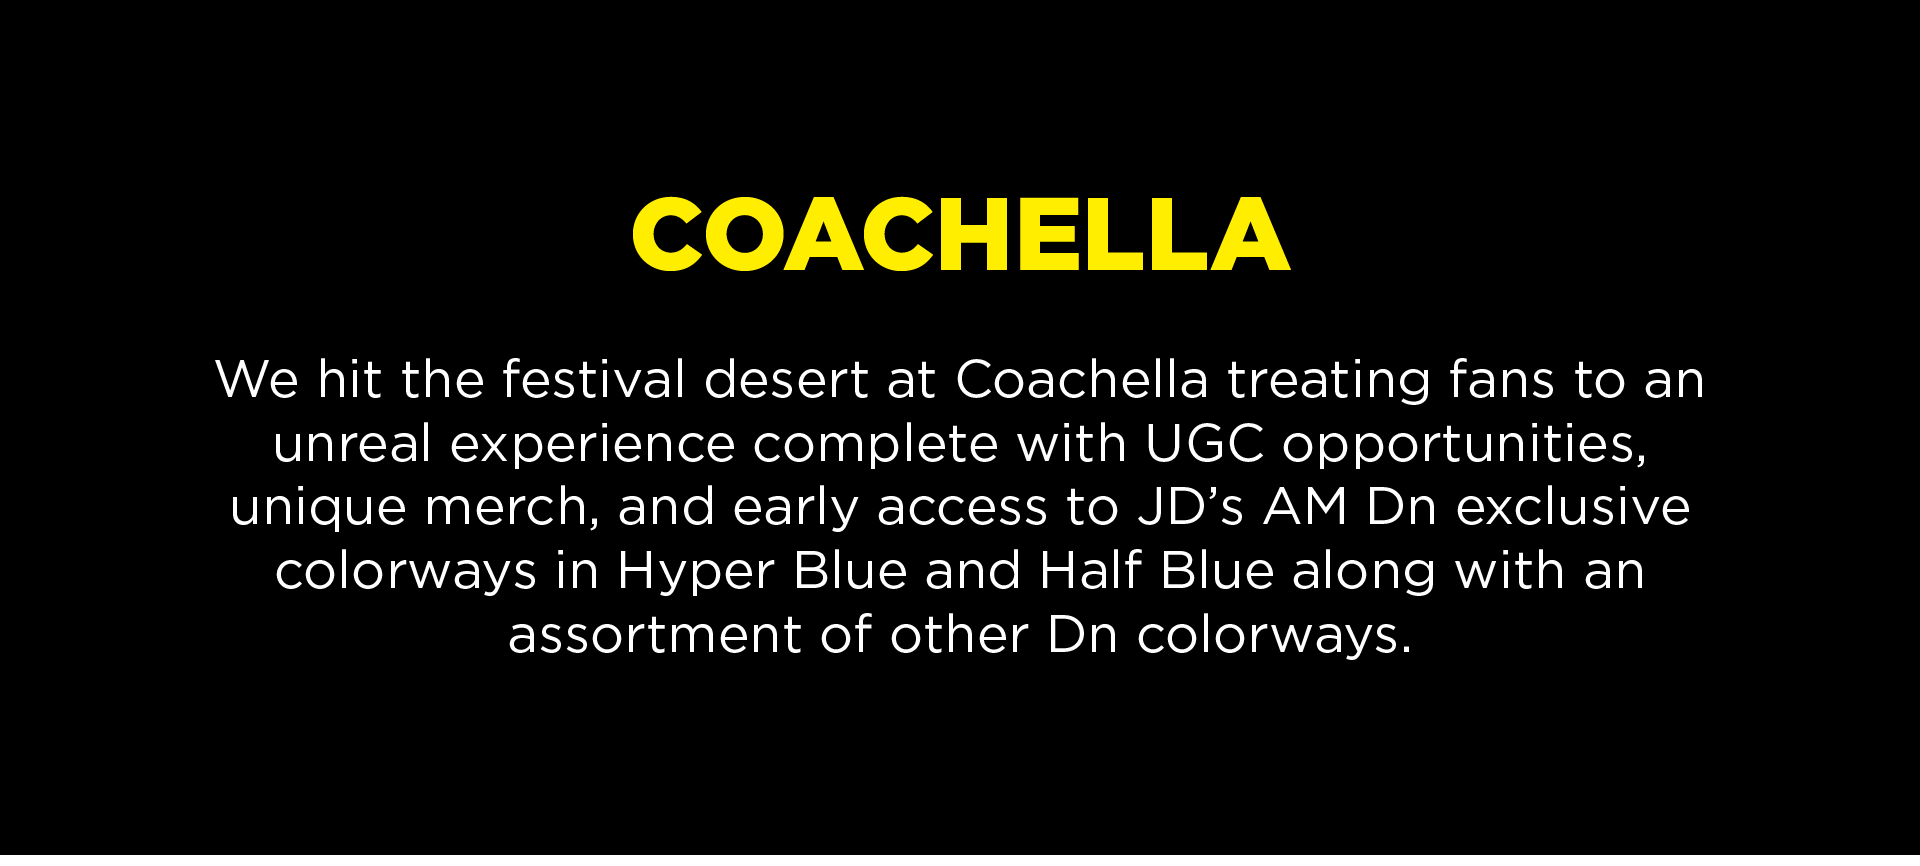 COACHELLA
We hit the festival desert at Coachella treating fans to an
unreal experience complete with UGC opportunities,
unique merch, and early access to JD’s AM Dn exclusive
colorways in Hyper Blue and Half Blue along with an
assortment of other Dn colorways.